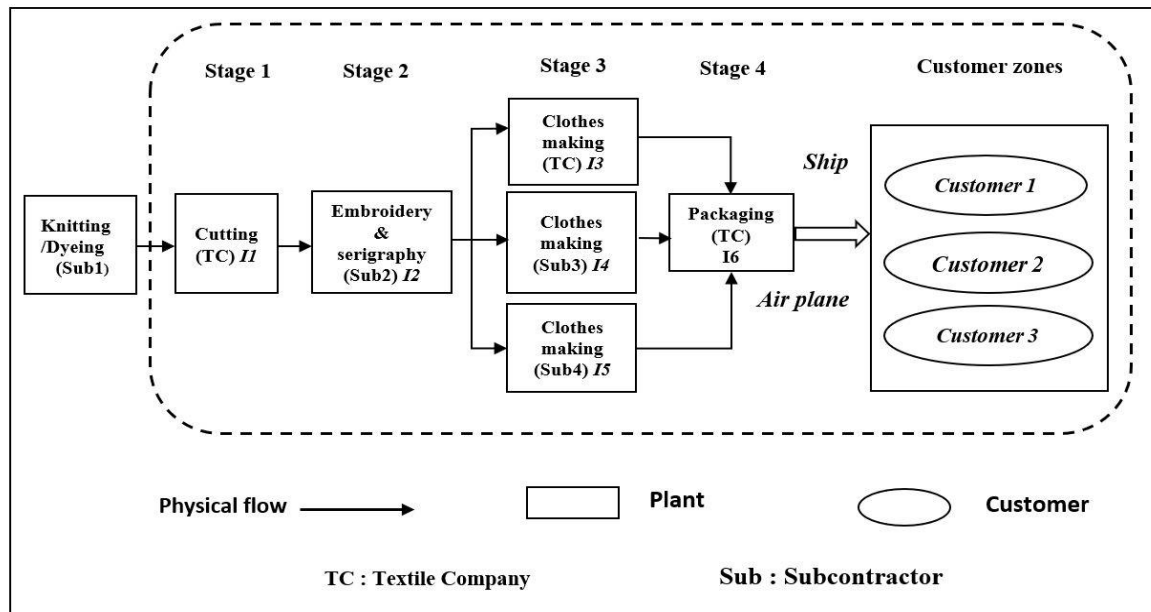 Stage 1
Stage 2
Stage 3
Stage 4
Customer zones
Knitting
/Dyeing
(Sub1)
Cutting
(TC) I1
Embroidery
&
serigraphy
(Sub2) I2
Clothes
making
(TC) I3
Clothes
making
(Sub3) I4
Clothes
making
(Sub4) I5
Packaging
(TC)
I6
Ship
Air plane
Customer 1
Customer 2
Customer 3
Physical flow
Plant
Customer
TC : Textile Company
Sub : Subcontractor